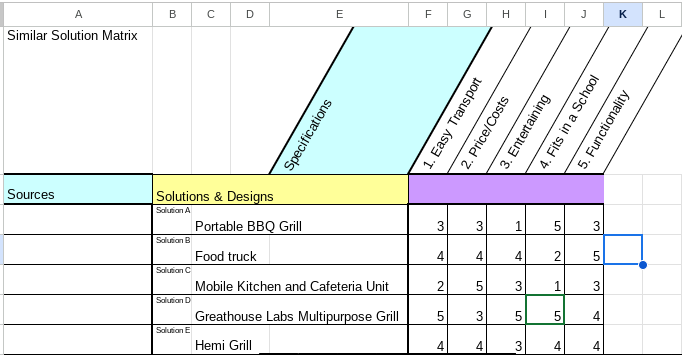 A B C D E F G H I J K L
Similar Solution Matrix
Specifications
1. Easy Transport
2. Price/Costs
3. Entertaining
4. Fits in a School
5. Functionality
Sources Solutions & Designs
Solution A
Portable BBQ Grill 3 3 1 5 3
Solution B
Food truck 4 4 4 2 5
Solution C
Mobile Kitchen and Cafeteria Unit 2 5 3 1 3
Solution D
Greathouse Labs Multipurpose Grill 5 3 5 5 4
Solution E
Hemi Grill 4 4 3 4 4